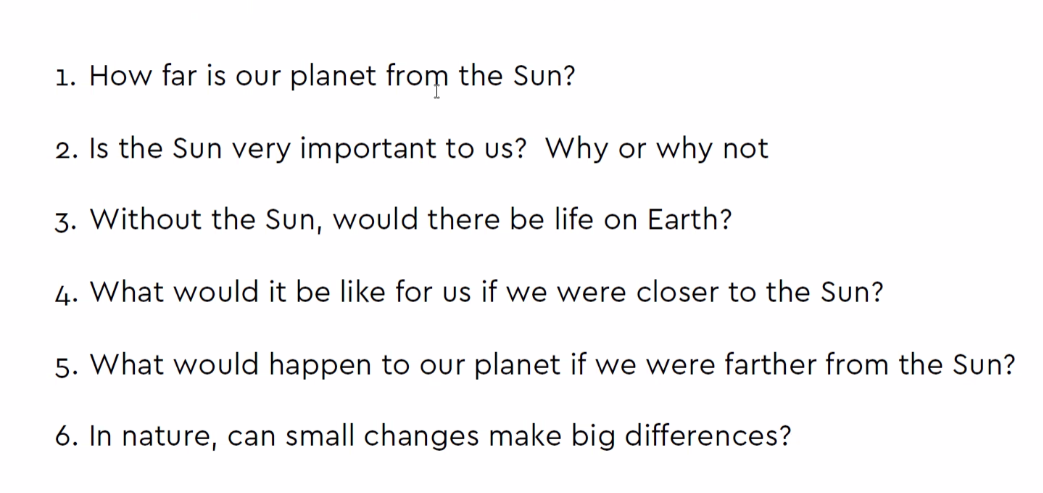 1. How far is our planet from the Sun?
2. Is the Sun very important to us?  Why or why not
3. Without the Sun, would there be life on Earth?
4. What would it be like for us if we were closer to the Sun?
5. What would happen to our planet if we were farther from the Sun?
6. In nature, can small changes make big differences?